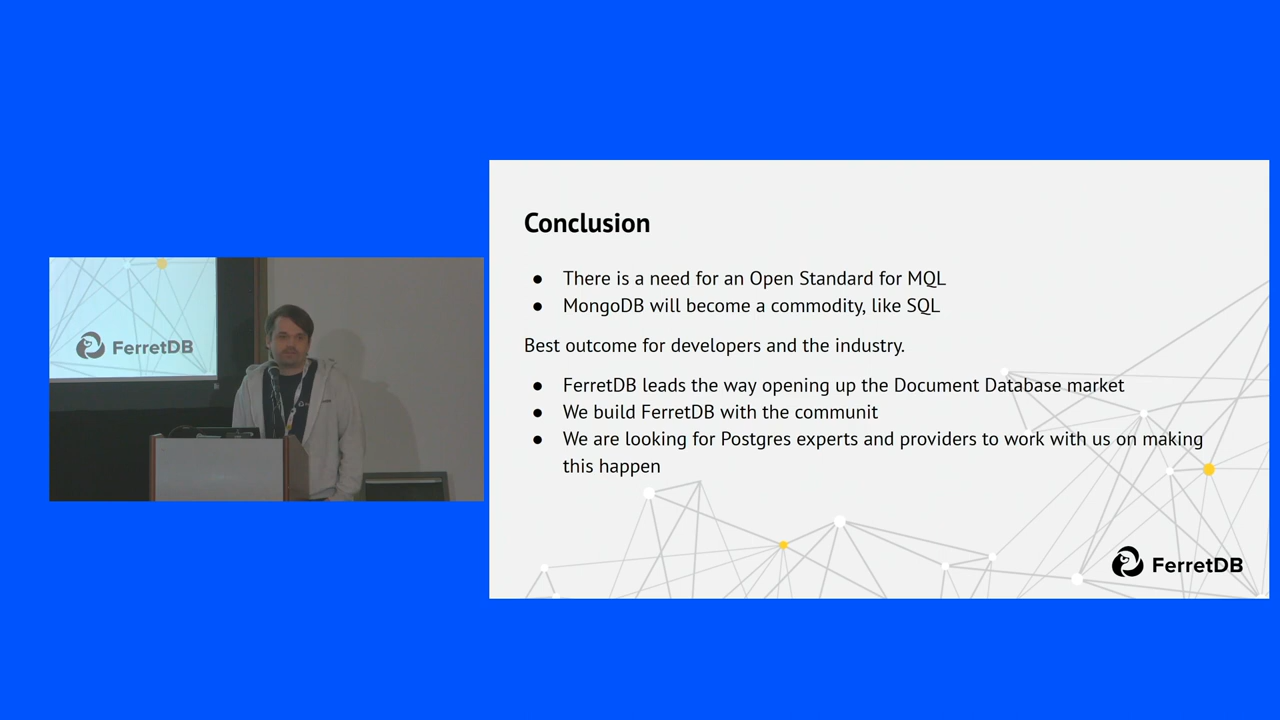 FerretDB
Conclusion
● There is a need for an Open Standard for MQL
● MongoDB will become a commodity, like SQL
Best outcome for developers and the industry.
● FerretDB leads the way opening up the Document Database market
● We build FerretDB with the communit
● We are looking for Postgres experts and providers to work with us on making
this happen
FerretDB